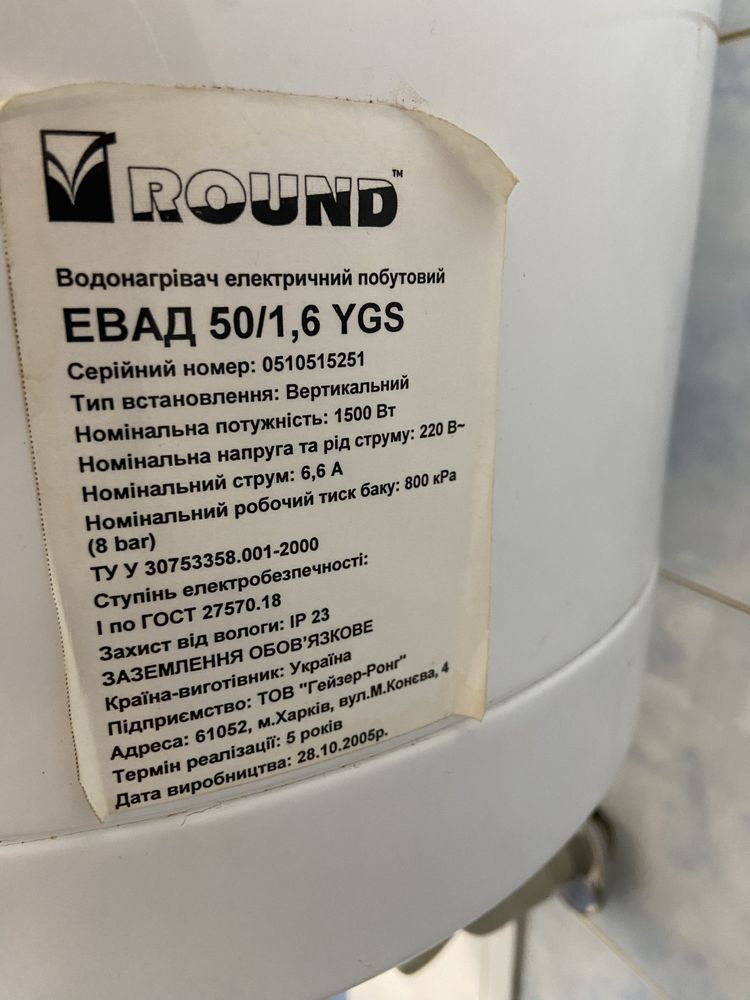 ROUND™
Водонагрівач електричний побутовий
ЕВАД 50/1,6 YGS
Серійний номер: 0510515251
Тип встановлення: Вертикальний
Номінальна потужність: 1500 Вт
Номінальна напруга та рід струму: 220 В~
Номінальний струм: 6,6 А
Номінальний робочий тиск баку: 800 кРа
(8 bar)
ТУ У 30753358.001-2000
Ступінь електробезпечності:
І по ГОСТ 27570.18
Захист від вологи: IP 23
ЗАЗЕМЛЕННЯ ОБОВ'ЯЗКОВЕ
Країна-виготівник: Україна
Підприємство: ТОВ "Гейзер-Ронг"
Адреса: 61052, м.Харків, вул.М.Конєва, 4
Термін реалізації: 5 років
Дата виробництва: 28.10.2005р.